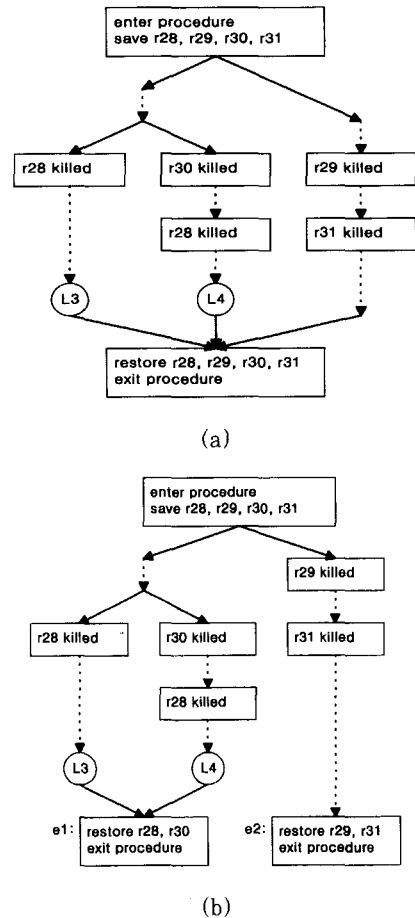 enter procedure
save r28, r29, r30, r31
r28 killed
r30 killed
r29 killed
r28 killed
r31 killed
L3
L4
restore r28, r29, r30, r31
exit procedure
(a)
enter procedure
save r28, r29, r30, r31
r29 killed
r28 killed
r30 killed
r31 killed
r28 killed
L3
L4
e1: restore r28, r30
exit procedure
e2: restore r29, r31
exit procedure
(b)